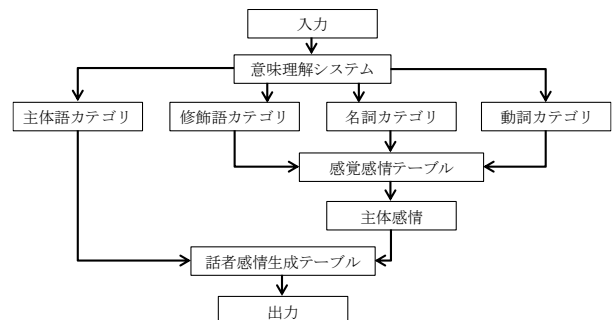 入力
意味理解システム
主体語カテゴリ
修飾語カテゴリ
名詞カテゴリ
動詞カテゴリ
感覚感情テーブル
主体感情
話者感情生成テーブル
出力